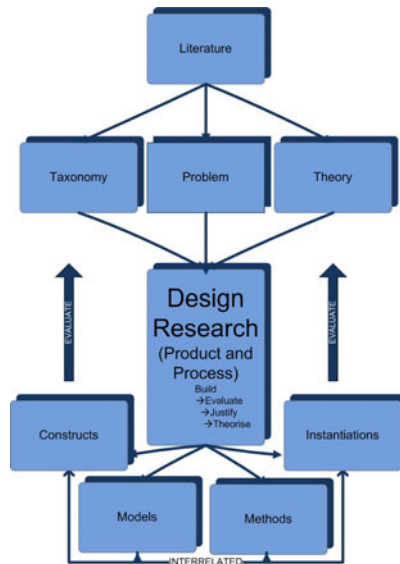 Literature
Taxonomy
Problem
Theory
EVALUATE
EVALUATE
Design
Research
(Product and
Process)
Build
→Evaluate
→Justify
→Theorise
Constructs
Instantiations
Models
Methods
INTERRELATED